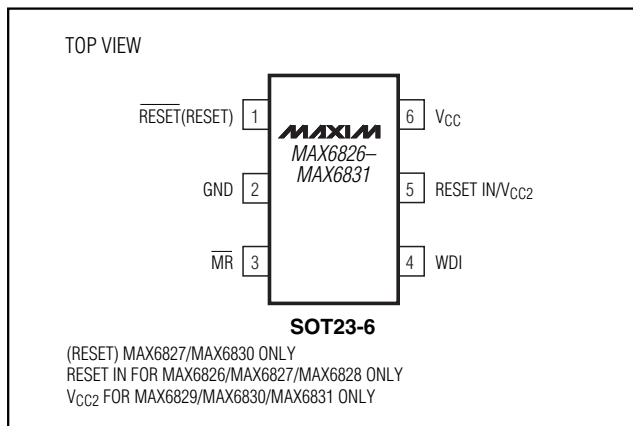 TOP VIEW
RESET(RESET) 1
MAXIM
6 VCC
MAX6826–
MAX6831
GND 2
5 RESET IN/VCC2
MR 3
4 WDI
SOT23-6
(RESET) MAX6827/MAX6830 ONLY
RESET IN FOR MAX6826/MAX6827/MAX6828 ONLY
VCC2 FOR MAX6829/MAX6830/MAX6831 ONLY